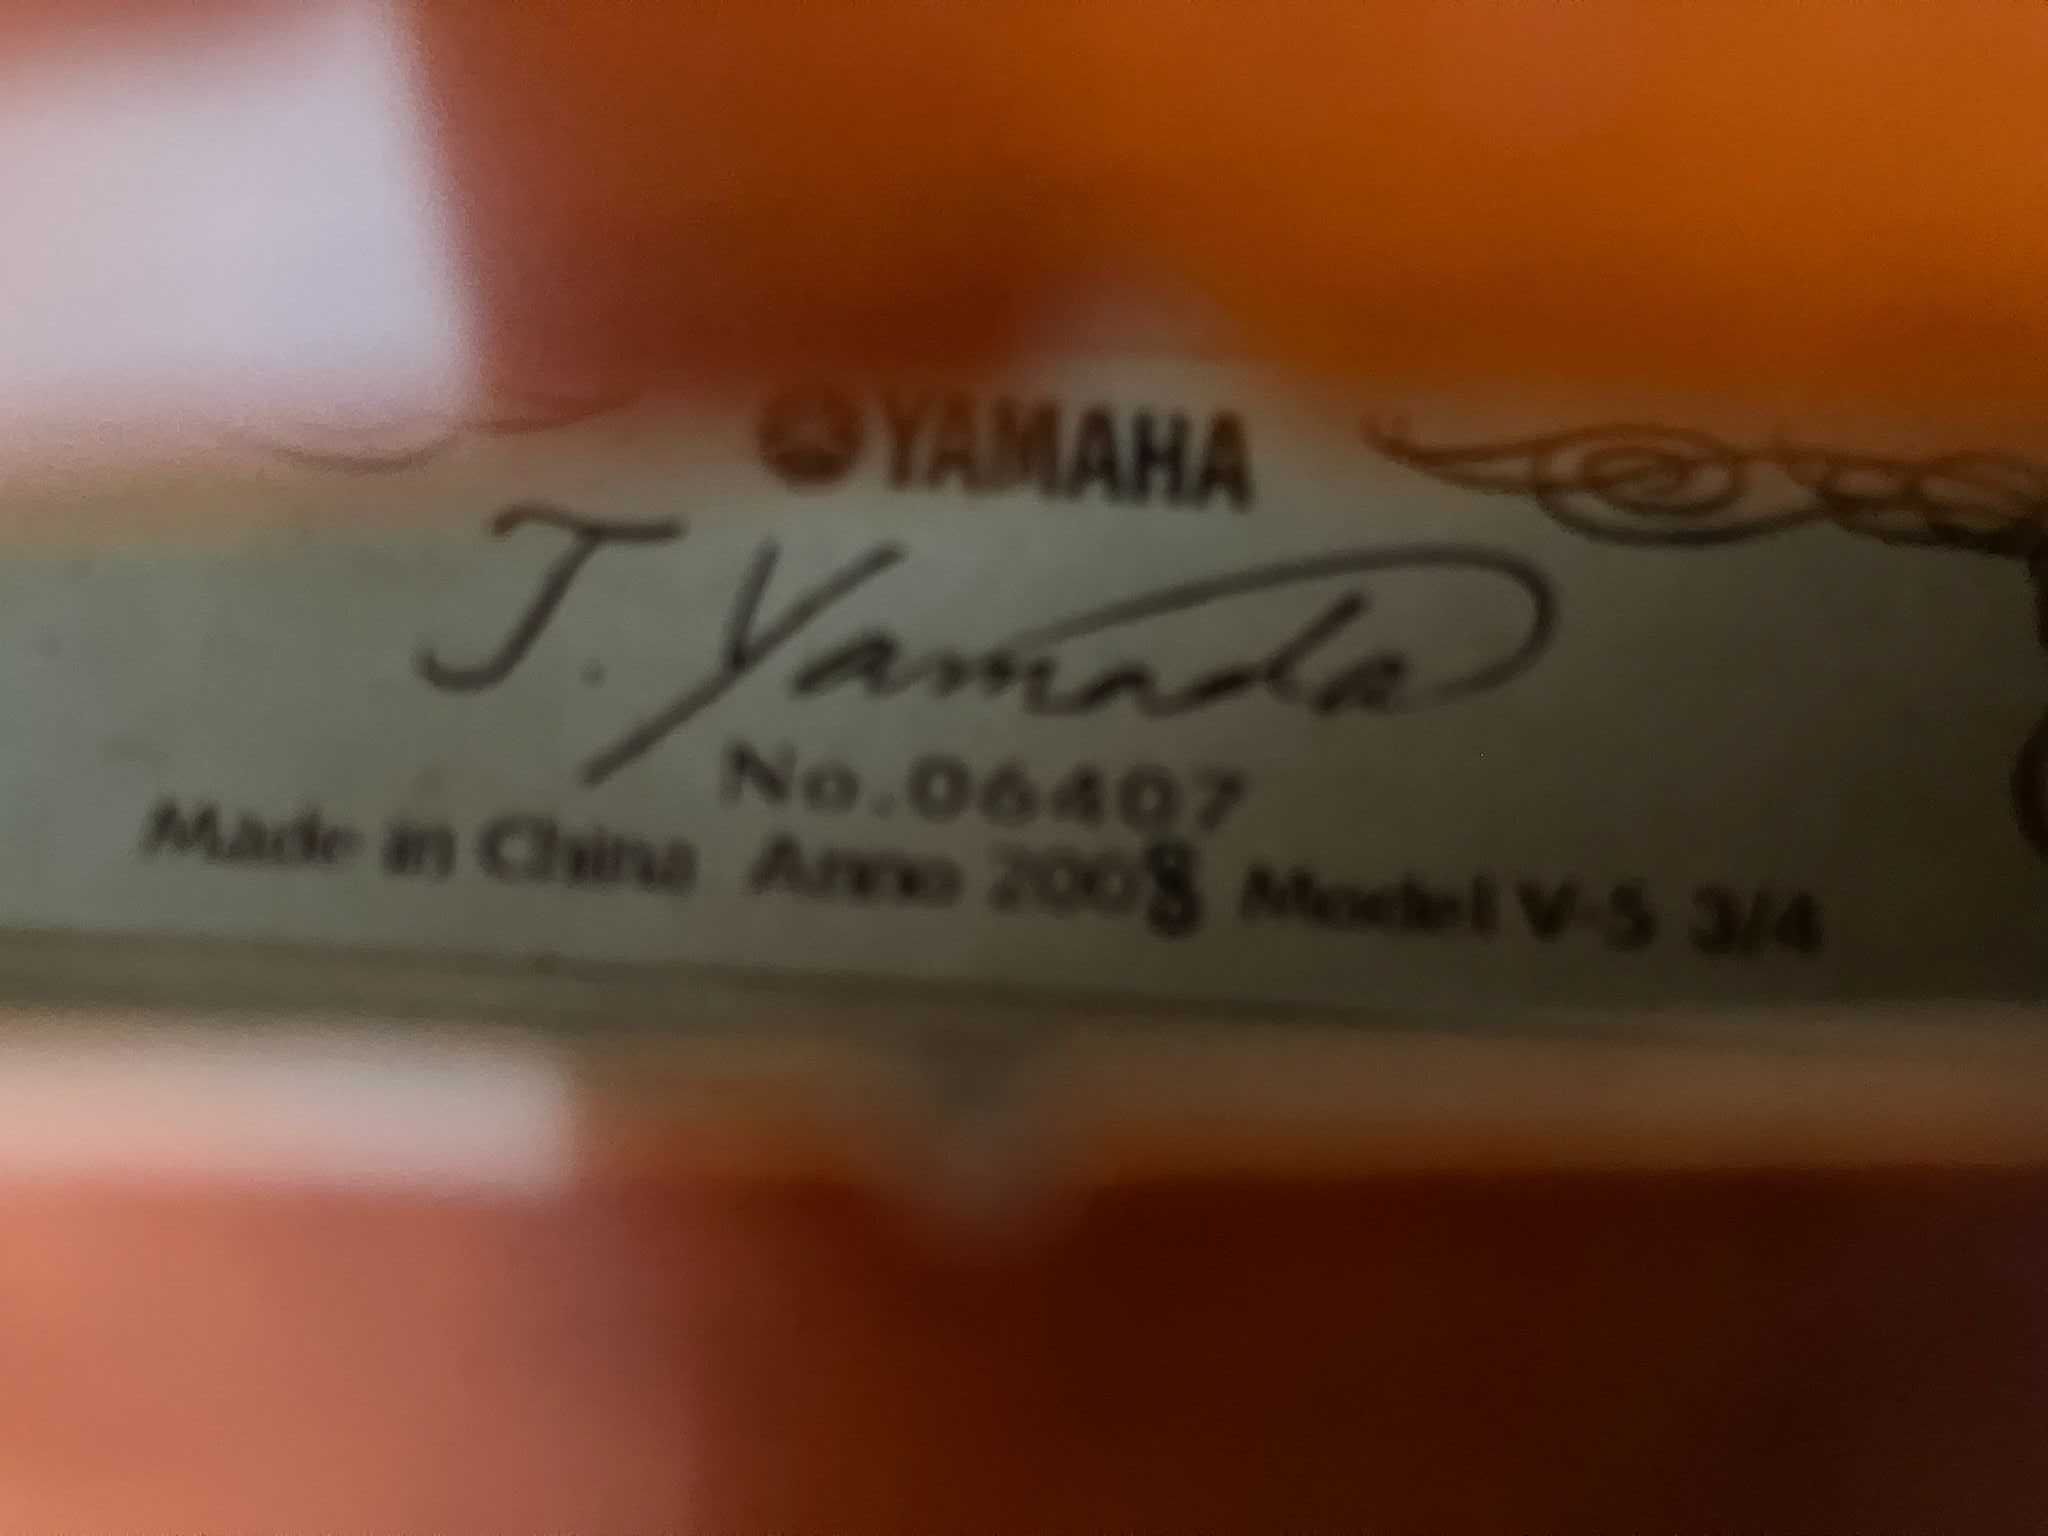 YAMAHA
J. Yamada
No.06407
Made in China Anno 2008 Model V-5 3/4